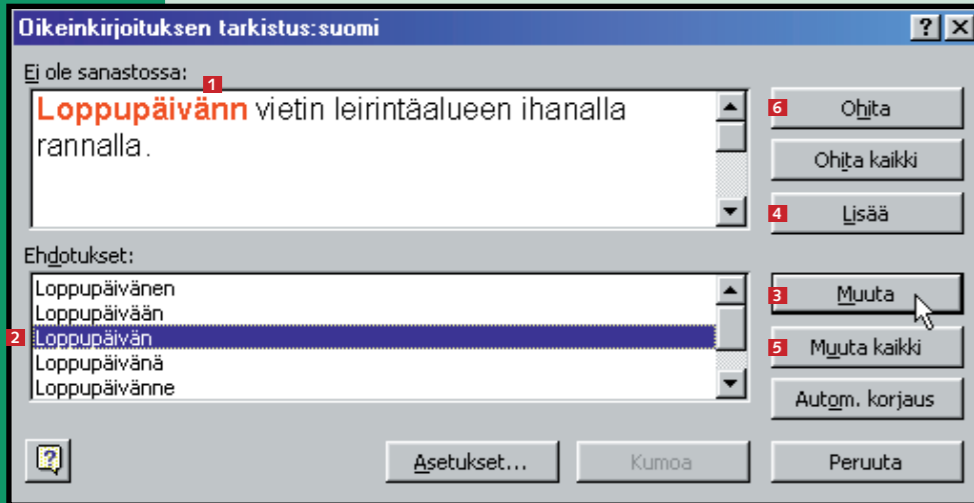 Oikeinkirjoituksen tarkistus:suomi
Ei ole sanastossa:
1
Loppupäivänn vietin leirintäalueen ihanalla
rannalla.
6 Ohita
Ohita kaikki
4 Lisää
Ehdotukset:
Loppupäivänen
Loppupäivään
2 Loppupäivän
Loppupäivänä
Loppupäivänne
3 Muuta
5 Muuta kaikki
Autom. korjaus
Asetukset...
Kumoa
Peruuta